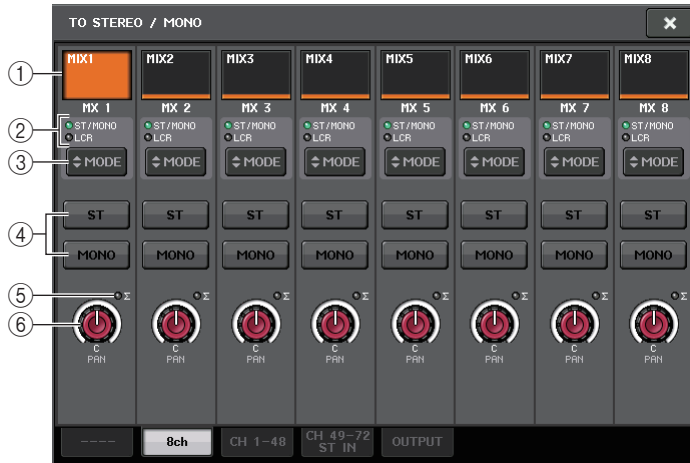 TO STEREO / MONO
MIX1 MIX2 MIX3 MIX4 MIX5 MIX6 MIX7 MIX8
① 
MX 1 MX 2 MX 3 MX 4 MX 5 MX 6 MX 7 MX 8
② ST/MONO ST/MONO ST/MONO ST/MONO ST/MONO ST/MONO ST/MONO ST/MONO
LCR LCR LCR LCR LCR LCR LCR LCR
③ MODE MODE MODE MODE MODE MODE MODE MODE
ST ST ST ST ST ST ST ST
④
MONO MONO MONO MONO MONO MONO MONO MONO
⑤ Σ Σ Σ Σ Σ Σ Σ Σ
⑥
C C C C C C C C
PAN PAN PAN PAN PAN PAN PAN PAN
---- 8ch CH 1-48 CH 49-72 OUTPUT
ST IN